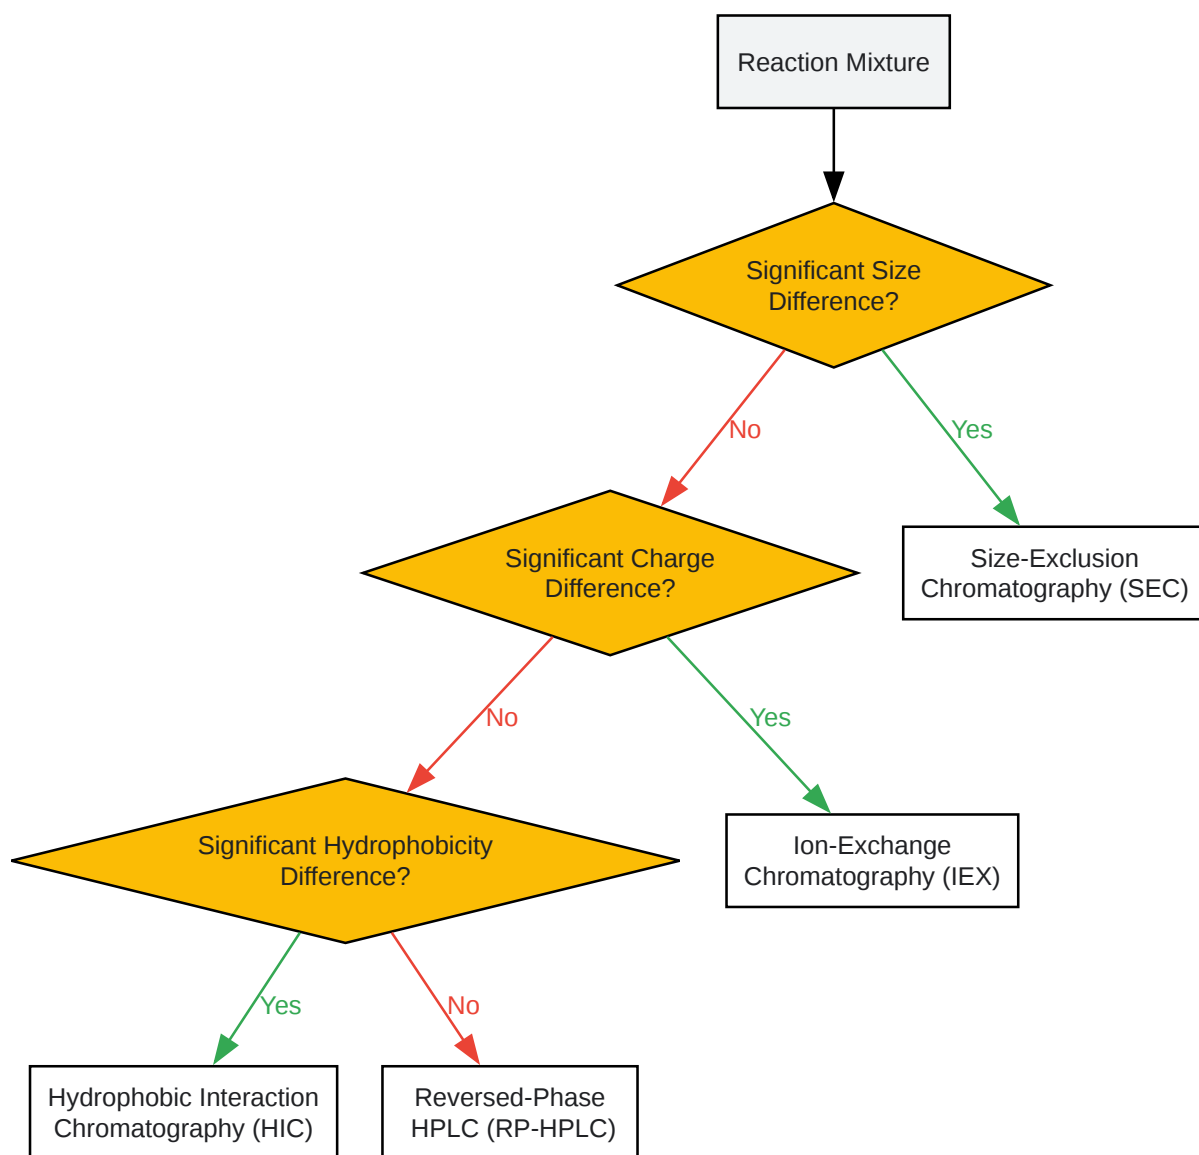 Reaction Mixture
Significant Size
Difference?
No
Yes
Significant Charge
Difference?
Size-Exclusion
Chromatography (SEC)
No
Yes
Significant Hydrophobicity
Difference?
Ion-Exchange
Chromatography (IEX)
Yes
No
Hydrophobic Interaction
Chromatography (HIC)
Reversed-Phase
HPLC (RP-HPLC)